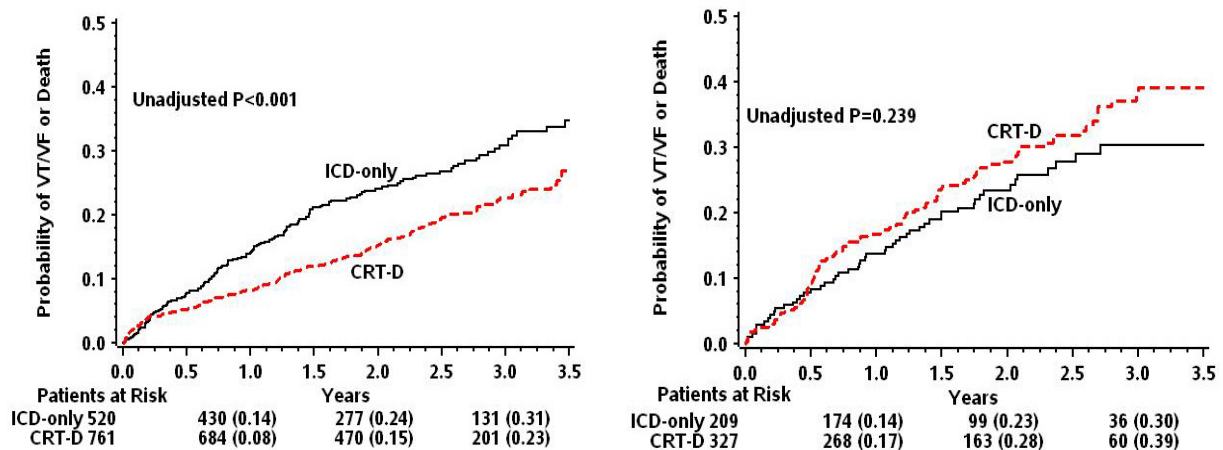 0.5
0.4
0.3
0.2
0.1
0.0
Probability of VT/VF or Death
Unadjusted P<0.001
ICD-only
CRT-D
0.0 0.5 1.0 1.5 2.0 2.5 3.0 3.5
Patients at Risk Years
ICD-only 520 430 (0.14) 277 (0.24) 131 (0.31)
CRT-D 761 684 (0.08) 470 (0.15) 201 (0.23)
0.5
0.4
0.3
0.2
0.1
0.0
Probability of VT/VF or Death
Unadjusted P=0.239
CRT-D
ICD-only
0.0 0.5 1.0 1.5 2.0 2.5 3.0 3.5
Patients at Risk Years
ICD-only 209 174 (0.14) 99 (0.23) 36 (0.30)
CRT-D 327 268 (0.17) 163 (0.28) 60 (0.39)